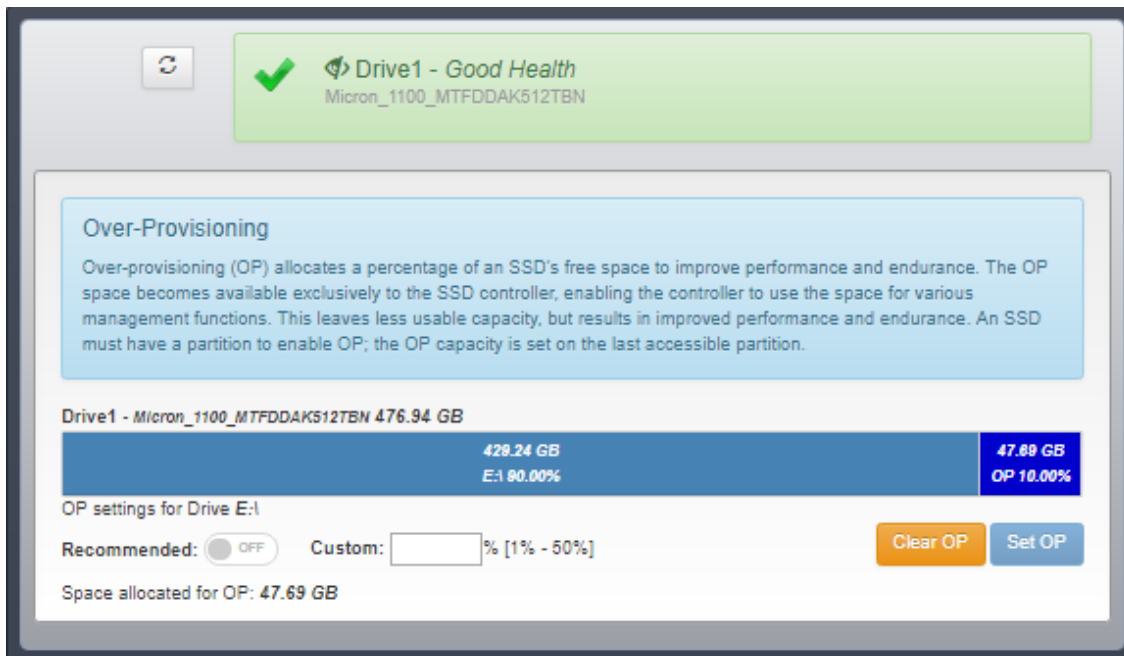 Drive1 - Good Health
Micron_1100_MTFDDAK512TBN
Over-Provisioning
Over-provisioning (OP) allocates a percentage of an SSD's free space to improve performance and endurance. The OP
space becomes available exclusively to the SSD controller, enabling the controller to use the space for various
management functions. This leaves less usable capacity, but results in improved performance and endurance. An SSD
must have a partition to enable OP; the OP capacity is set on the last accessible partition.
Drive1 - Micron_1100_MTFDDAK512TBN 476.94 GB
429.24 GB 47.69 GB
E:\ 90.00% OP 10.00%
OP settings for Drive E:\
Recommended: OFF Custom: % [1% - 50%] Clear OP Set OP
Space allocated for OP: 47.69 GB